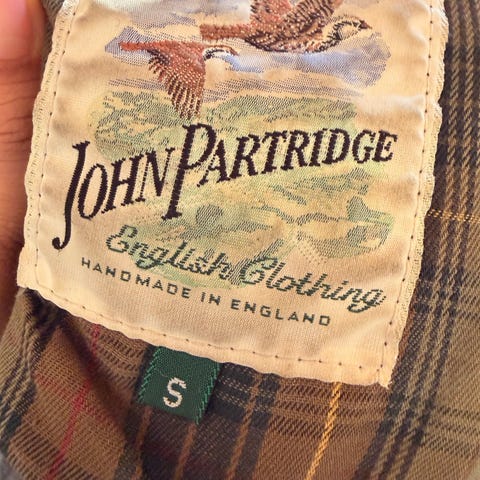 JOHN PARTRIDGE
English Clothing
HANDMADE IN ENGLAND
S